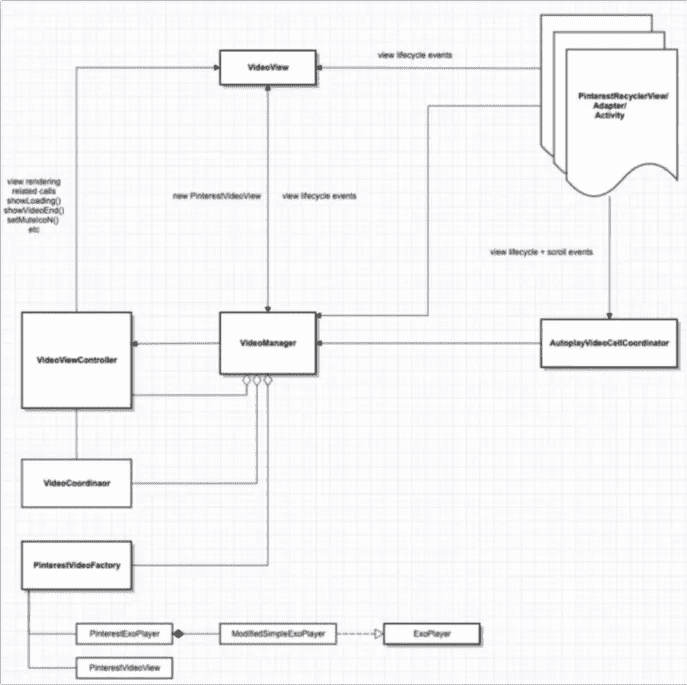 VideoView
view lifecycle events
PinterestRecyclerView/
Adapter/
Activity
view rendering
related calls
showLoading()
showVideoEnd()
setMuteIcoN()
etc
new PinterestVideoView
view lifecycle events
view lifecycle + scroll events
VideoViewController
VideoManager
AutoplayVideoCellCoordinator
VideoCoordinaor
PinterestVideoFactory
PinterestExoPlayer
ModifiedSimpleExoPlayer
ExoPlayer
PinterestVideoView